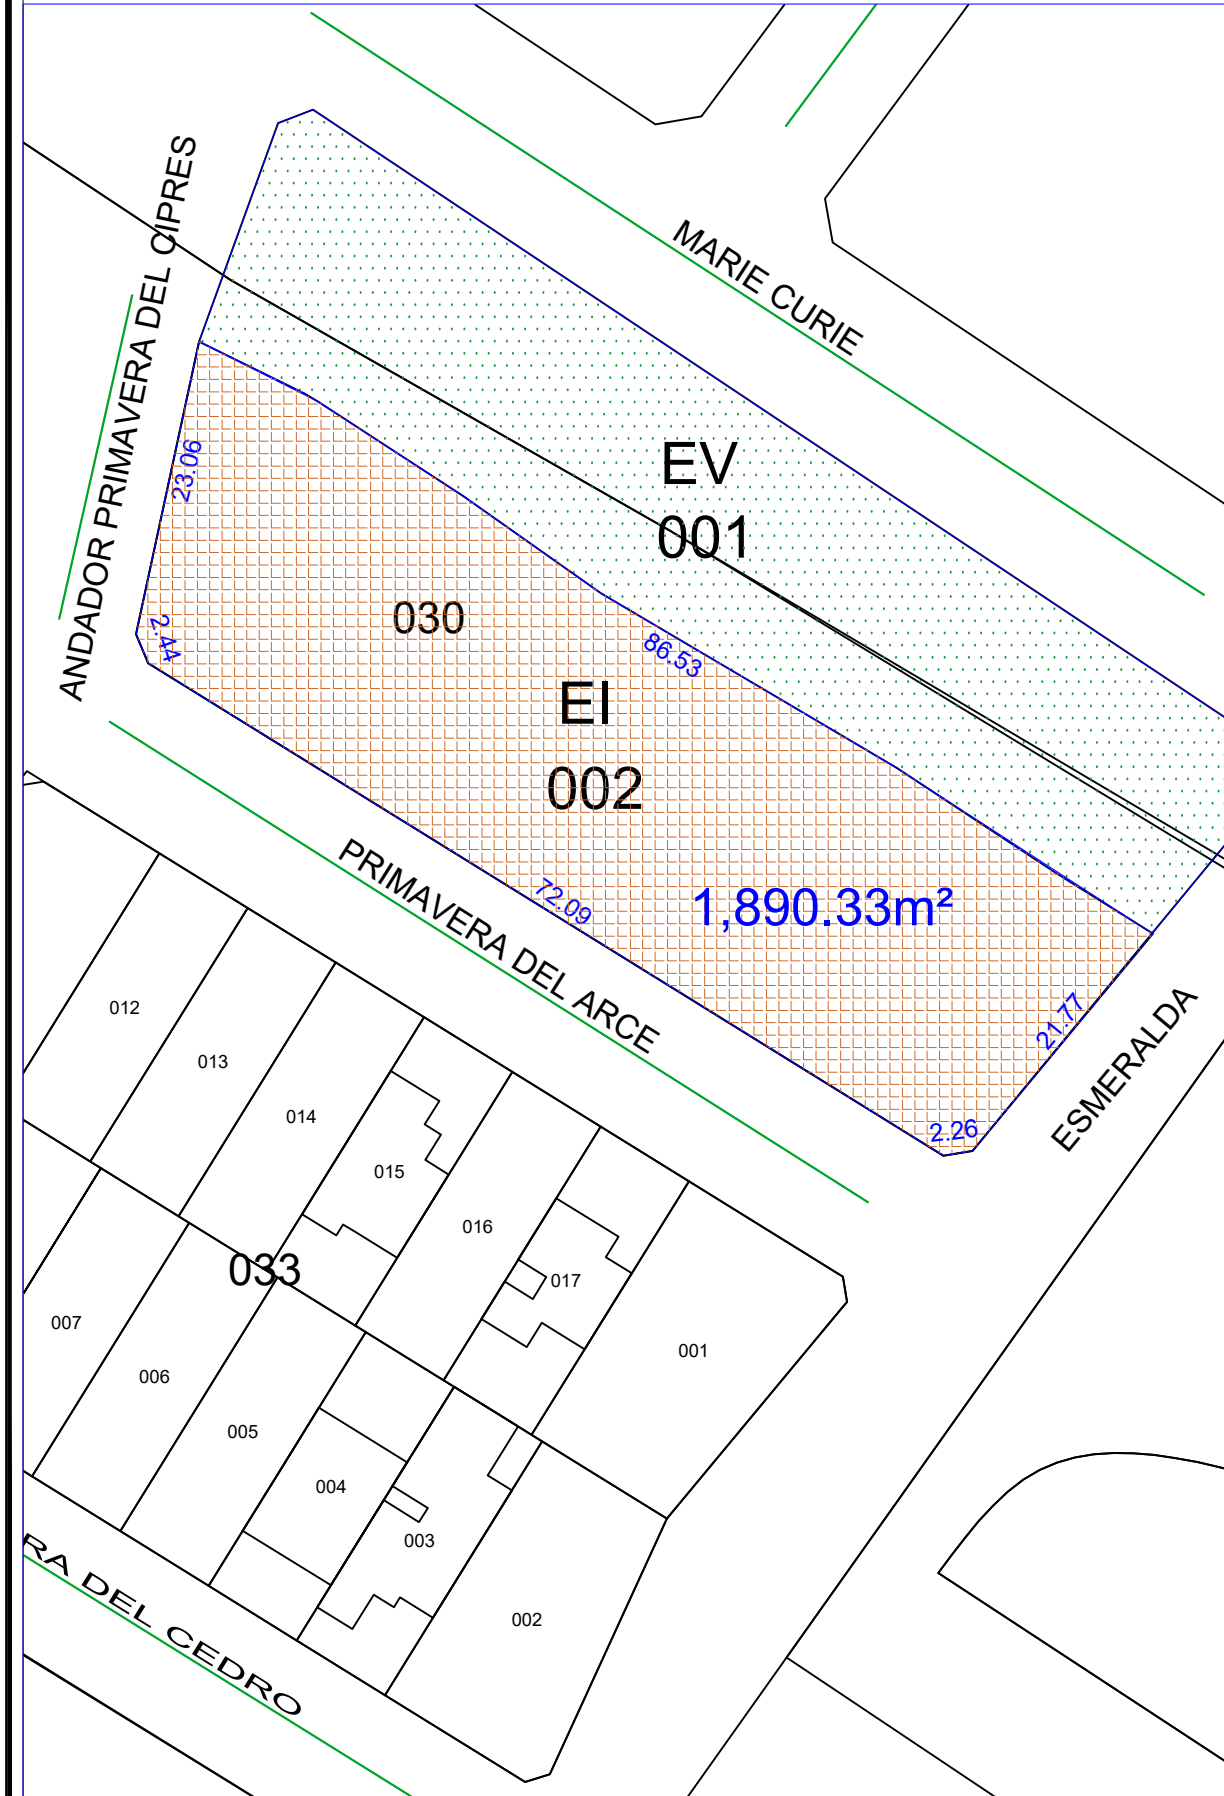 ANDADOR PRIMAVERA DEL CIPRES
MARIE CURIE
EV
001
23.06
030
2.44
86.53
EI
002
1,890.33m²
72.09
PRIMAVERA DEL ARCE
21.77
ESMERALDA
2.26
012
013
014
015
016
017
001
033
007
006
005
004
003
002
RA DEL CEDRO